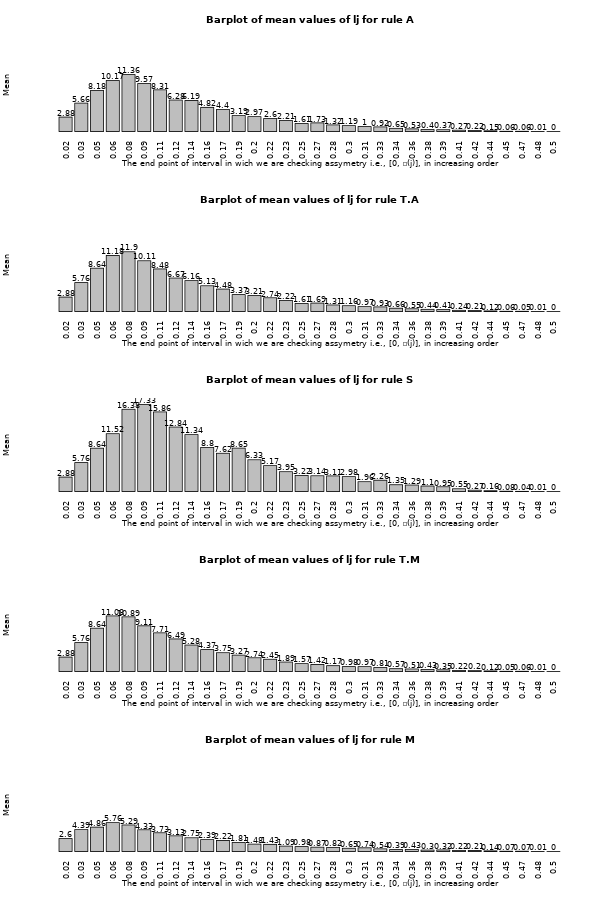 Barplot of mean values of lj for rule A
Mean
2.88 5.66 8.18 10.17 11.36 9.57 8.31 6.28 6.19 4.82 4.4 3.19 2.97 2.6 2.21 1.61 1.73 1.32 1.19 1 0.92 0.65 0.53 0.4 0.37 0.27 0.22 0.15 0.06 0.06 0.01 0
0.02 0.03 0.05 0.06 0.08 0.09 0.11 0.12 0.14 0.16 0.17 0.19 0.2 0.22 0.23 0.25 0.27 0.28 0.3 0.31 0.33 0.34 0.36 0.38 0.39 0.41 0.42 0.44 0.45 0.47 0.48 0.5
The end point of interval in wich we are checking assymetry i.e., [0, □(j)], in increasing order
Barplot of mean values of lj for rule T.A
Mean
2.88 5.76 8.64 11.18 11.9 10.11 8.48 6.67 6.16 5.13 4.48 3.37 3.21 2.74 2.22 1.61 1.69 1.31 1.16 0.97 0.93 0.66 0.55 0.44 0.41 0.24 0.21 0.12 0.06 0.05 0.01 0
0.02 0.03 0.05 0.06 0.08 0.09 0.11 0.12 0.14 0.16 0.17 0.19 0.2 0.22 0.23 0.25 0.27 0.28 0.3 0.31 0.33 0.34 0.36 0.38 0.39 0.41 0.42 0.44 0.45 0.47 0.48 0.5
The end point of interval in wich we are checking assymetry i.e., [0, □(j)], in increasing order
Barplot of mean values of lj for rule S
Mean
2.88 5.76 8.64 11.52 16.38 17.33 15.86 12.84 11.34 8.8 7.62 8.65 6.33 5.17 3.95 3.22 3.14 3.11 2.98 1.96 2.26 1.35 1.29 1.1 0.95 0.55 0.27 0.16 0.08 0.04 0.01 0
0.02 0.03 0.05 0.06 0.08 0.09 0.11 0.12 0.14 0.16 0.17 0.19 0.2 0.22 0.23 0.25 0.27 0.28 0.3 0.31 0.33 0.34 0.36 0.38 0.39 0.41 0.42 0.44 0.45 0.47 0.48 0.5
The end point of interval in wich we are checking assymetry i.e., [0, □(j)], in increasing order
Barplot of mean values of lj for rule T.M
Mean
2.88 5.76 8.64 11.08 10.89 9.11 7.71 6.49 5.28 4.37 3.75 3.27 2.74 2.45 1.89 1.57 1.42 1.17 0.98 0.97 0.81 0.57 0.51 0.43 0.35 0.22 0.2 0.12 0.05 0.06 0.01 0
0.02 0.03 0.05 0.06 0.08 0.09 0.11 0.12 0.14 0.16 0.17 0.19 0.2 0.22 0.23 0.25 0.27 0.28 0.3 0.31 0.33 0.34 0.36 0.38 0.39 0.41 0.42 0.44 0.45 0.47 0.48 0.5
The end point of interval in wich we are checking assymetry i.e., [0, □(j)], in increasing order
Barplot of mean values of lj for rule M
Mean
2.6 4.39 4.86 5.76 5.29 4.33 3.73 3.13 2.75 2.39 2.22 1.81 1.48 1.43 1.09 0.98 0.87 0.82 0.65 0.74 0.54 0.39 0.43 0.3 0.32 0.22 0.21 0.14 0.07 0.07 0.01 0
0.02 0.03 0.05 0.06 0.08 0.09 0.11 0.12 0.14 0.16 0.17 0.19 0.2 0.22 0.23 0.25 0.27 0.28 0.3 0.31 0.33 0.34 0.36 0.38 0.39 0.41 0.42 0.44 0.45 0.47 0.48 0.5
The end point of interval in wich we are checking assymetry i.e., [0, □(j)], in increasing order